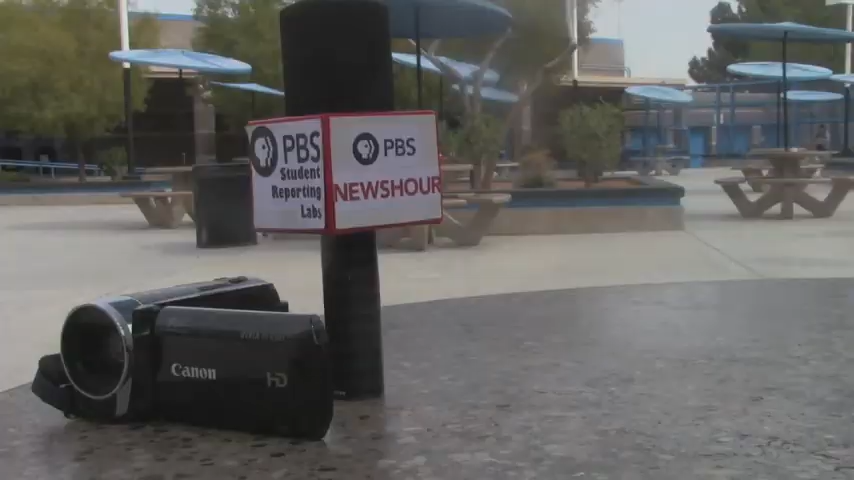 PBS
Student
Reporting
Labs
PBS
NEWSHOUR
Canon
HD